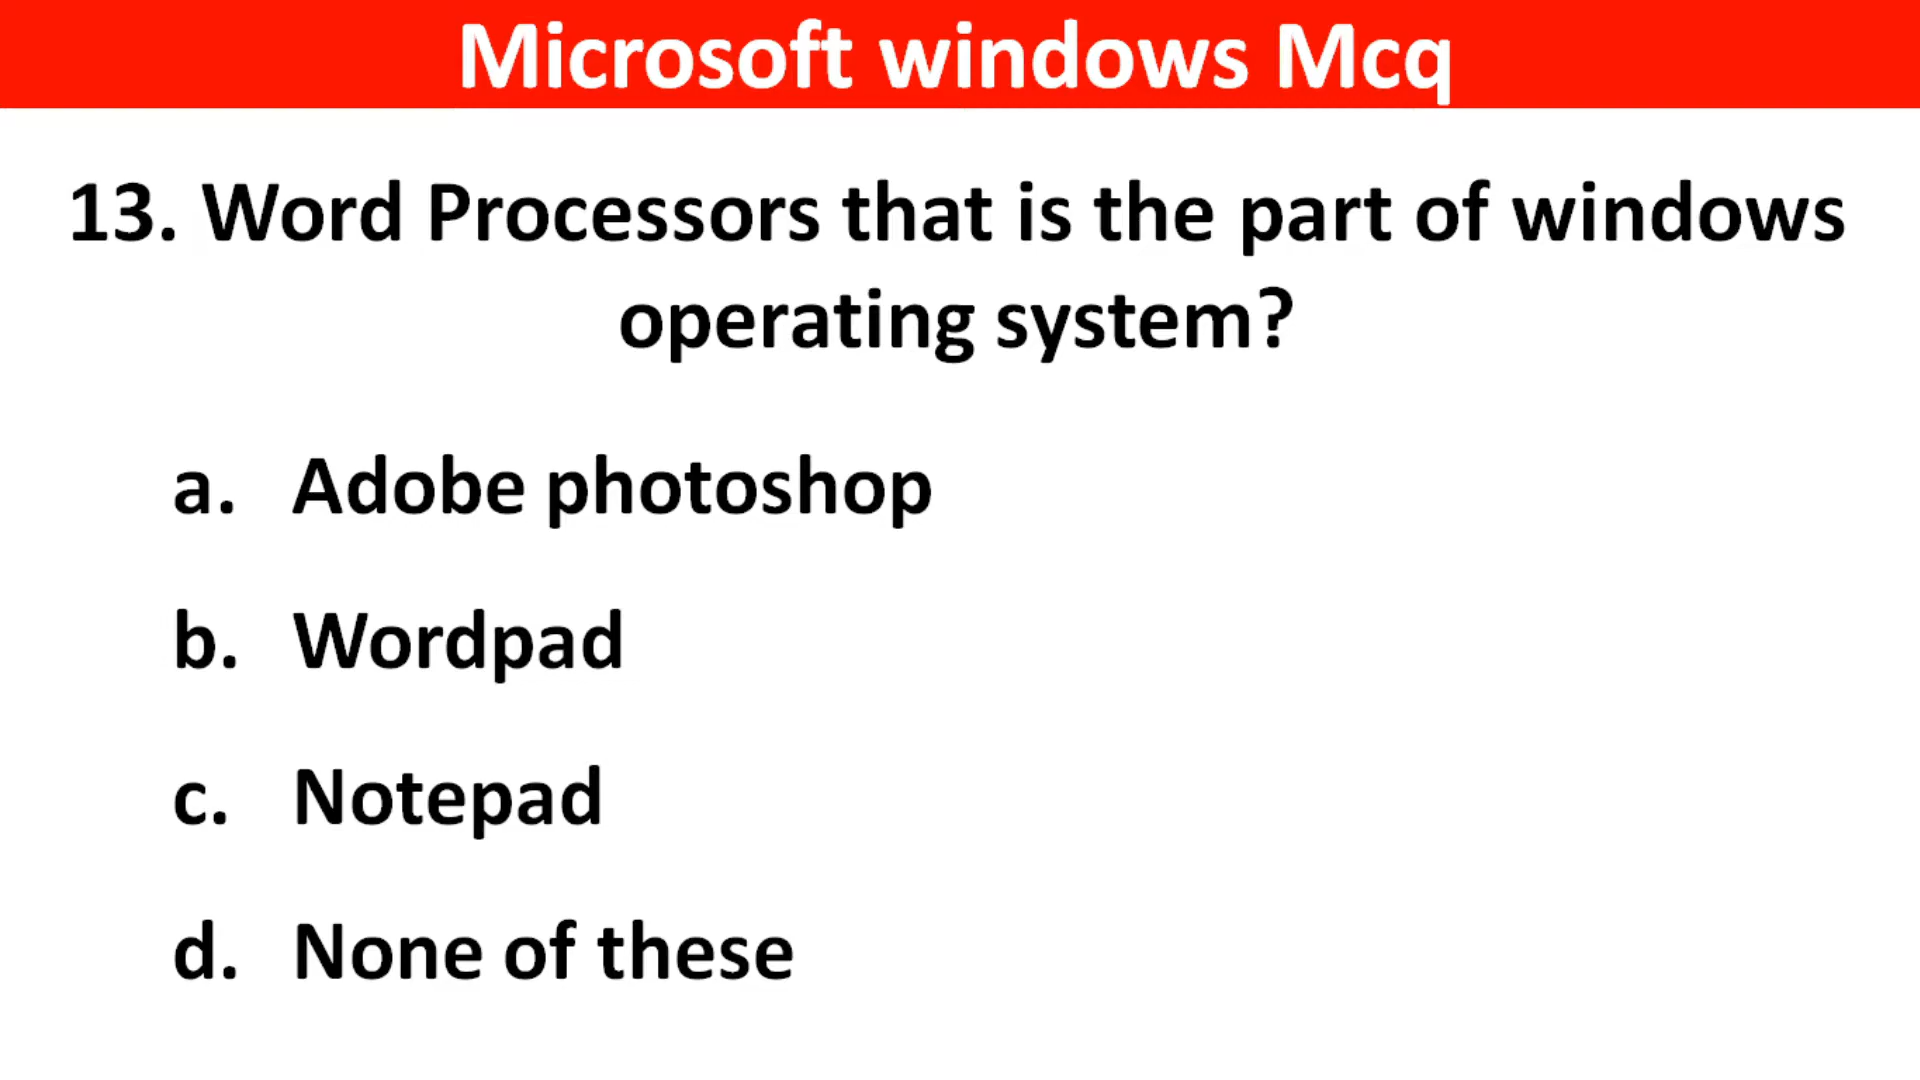 Microsoft windows Mcq
13. Word Processors that is the part of windows
operating system?
a. Adobe photoshop
b. Wordpad
c. Notepad
d. None of these